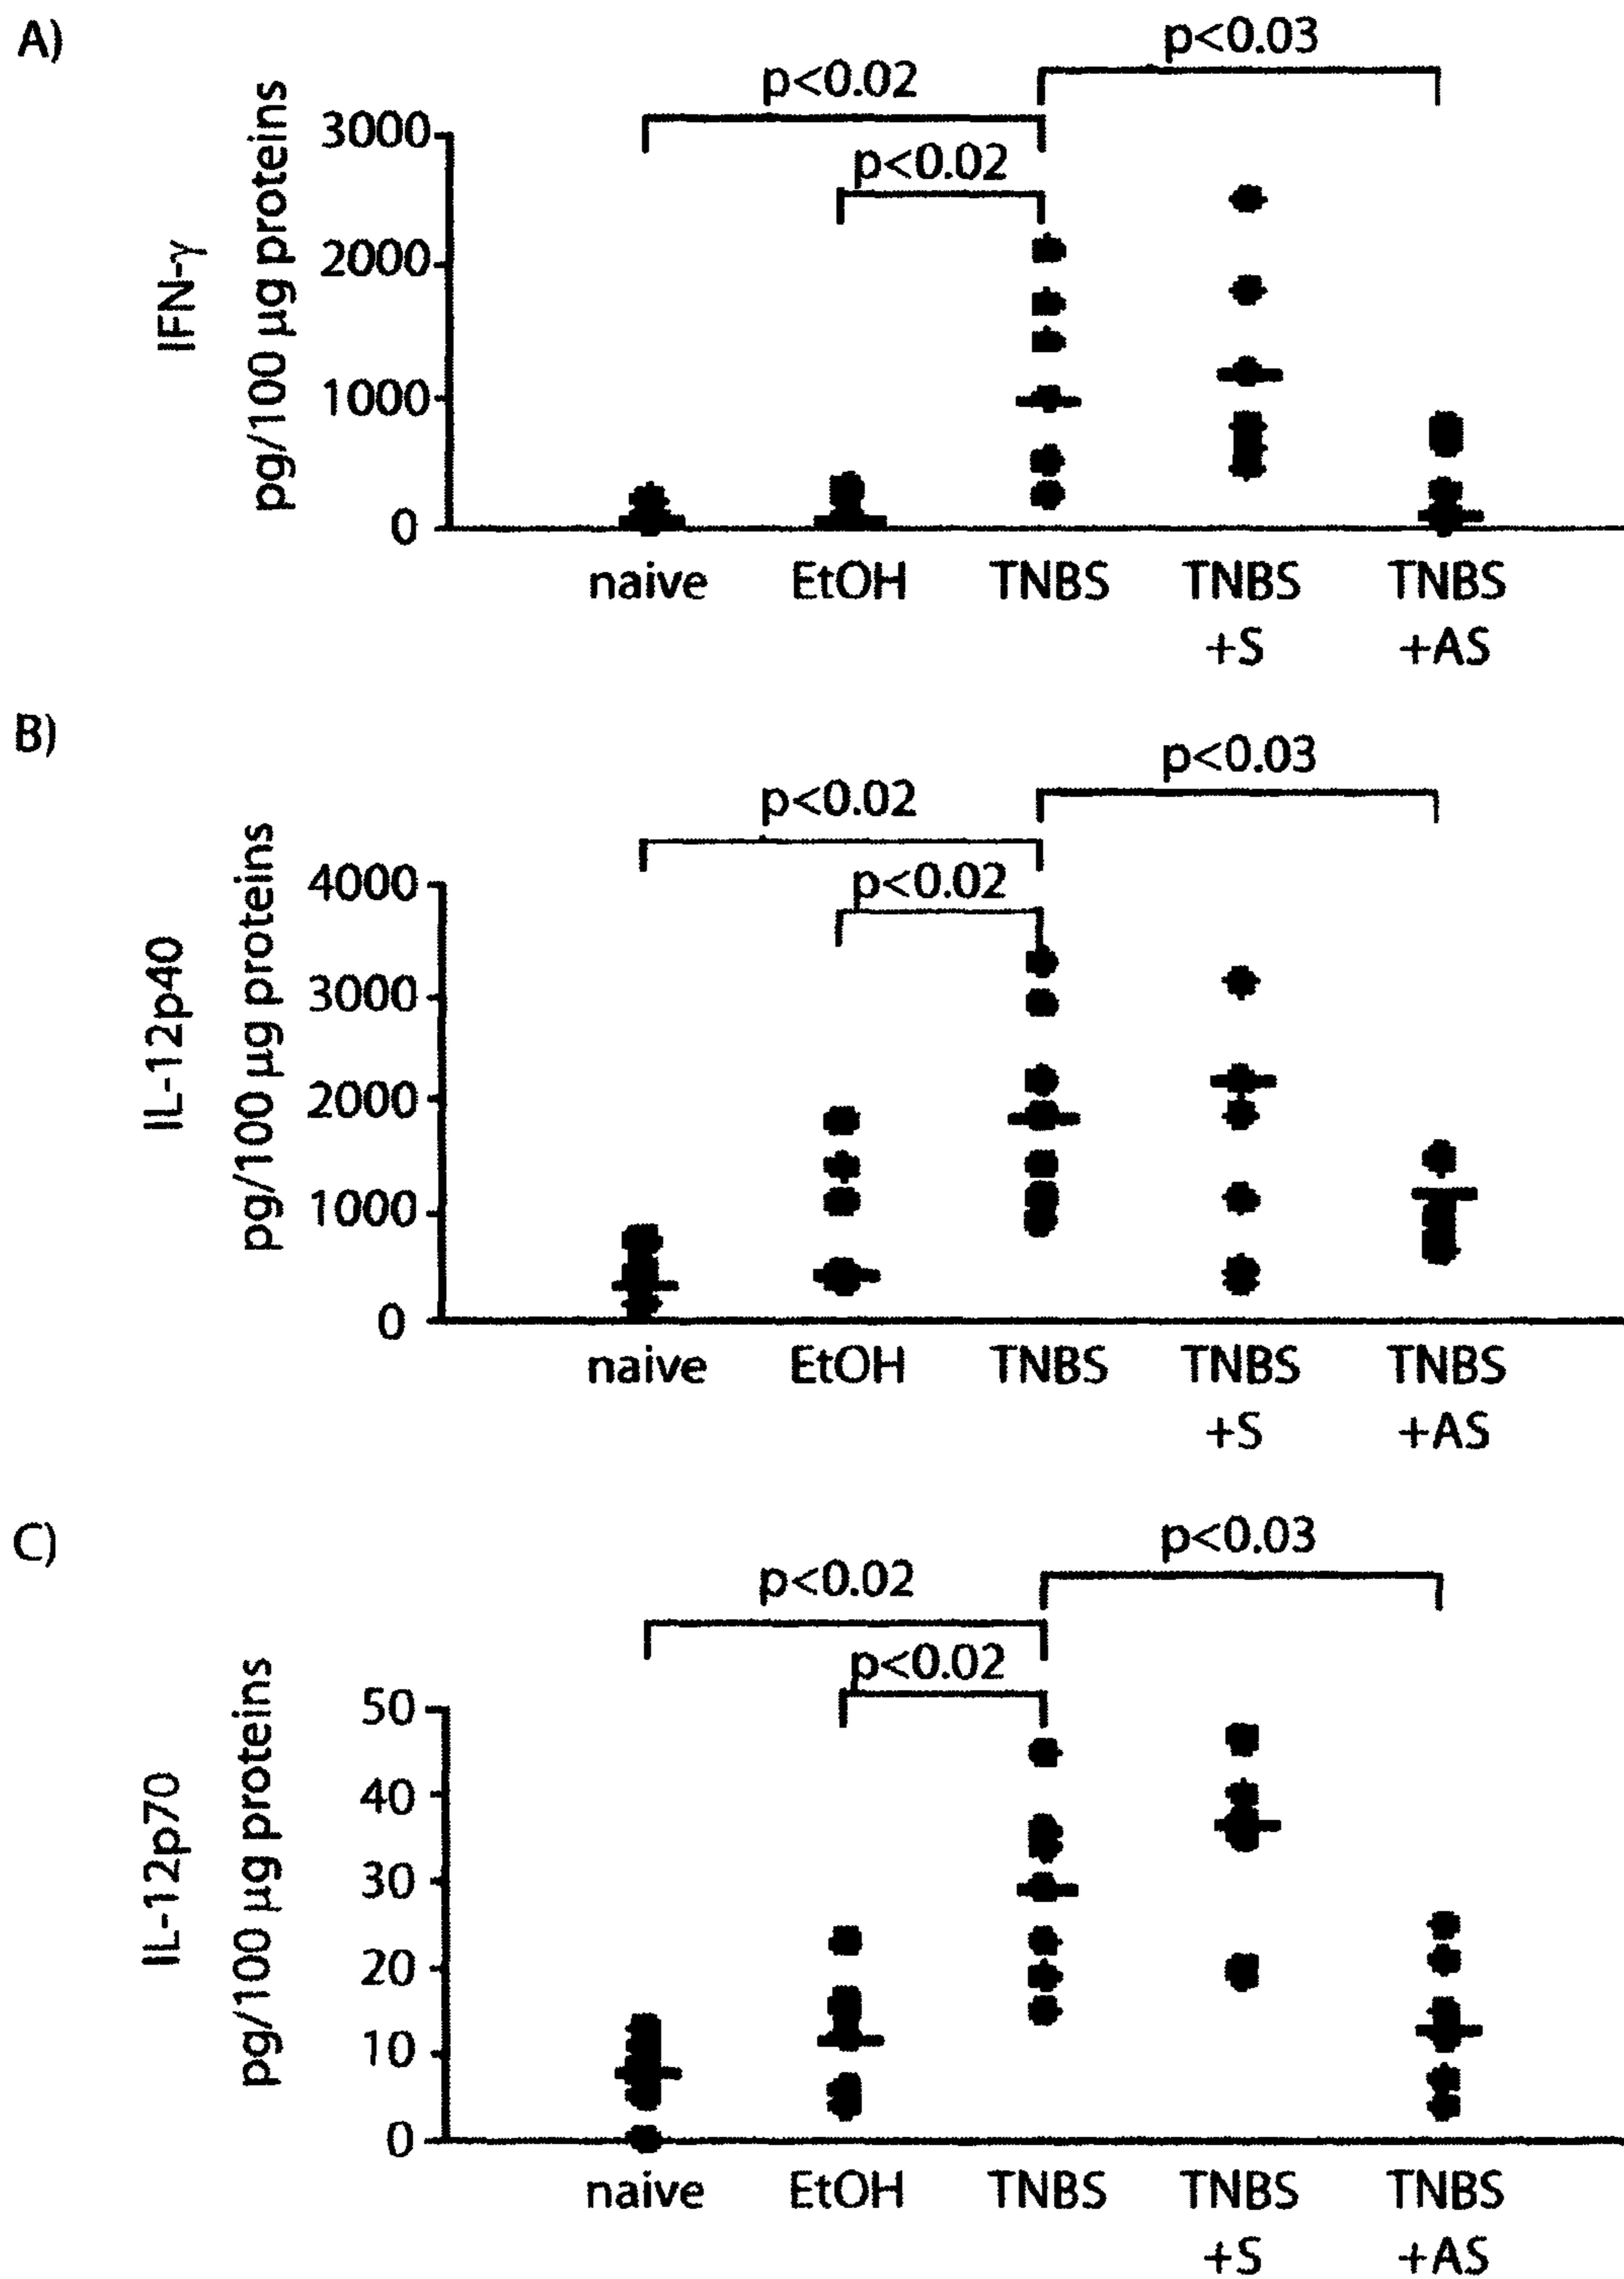 A)
p<0.03
p<0.02
p<0.02
IFN-γ
pg/100 µg proteins
3000
2000
1000
0
naive EtOH TNBS TNBS TNBS
+S +AS
B)
p<0.03
p<0.02
p<0.02
IL-12p40
pg/100 µg proteins
4000
3000
2000
1000
0
naive EtOH TNBS TNBS TNBS
+S +AS
C)
p<0.03
p<0.02
p<0.02
IL-12p70
pg/100 µg proteins
50
40
30
20
10
0
naive EtOH TNBS TNBS TNBS
+S +AS